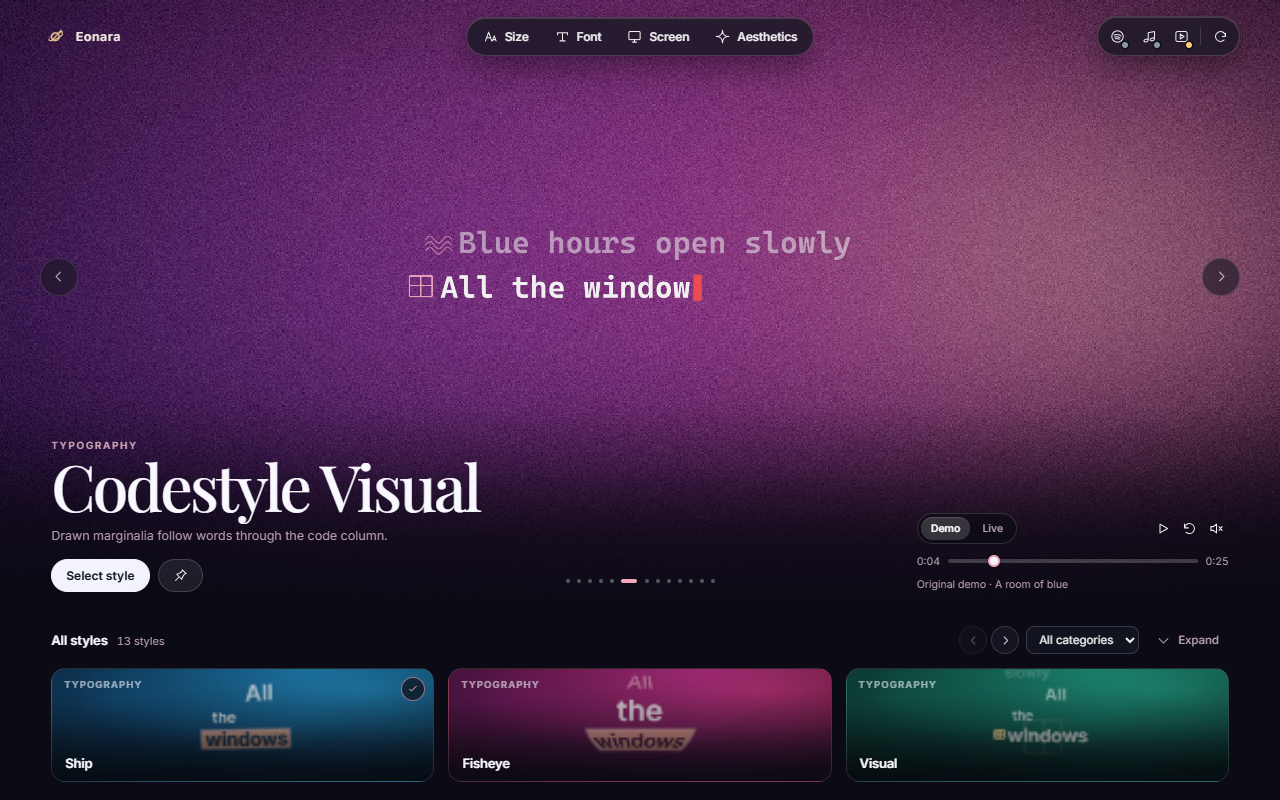 Eonara
Size
Font
Screen
Aesthetics
Blue hours open slowly
All the window
TYPOGRAPHY
Codestyle Visual
Drawn marginalia follow words through the code column.
Select style
Demo
Live
0:04
0:25
Original demo · A room of blue
All styles
13 styles
All categories
Expand
TYPOGRAPHY
All
the
windows
Ship
TYPOGRAPHY
All
the
windows
Fisheye
TYPOGRAPHY
slowly
All
the
windows
Visual